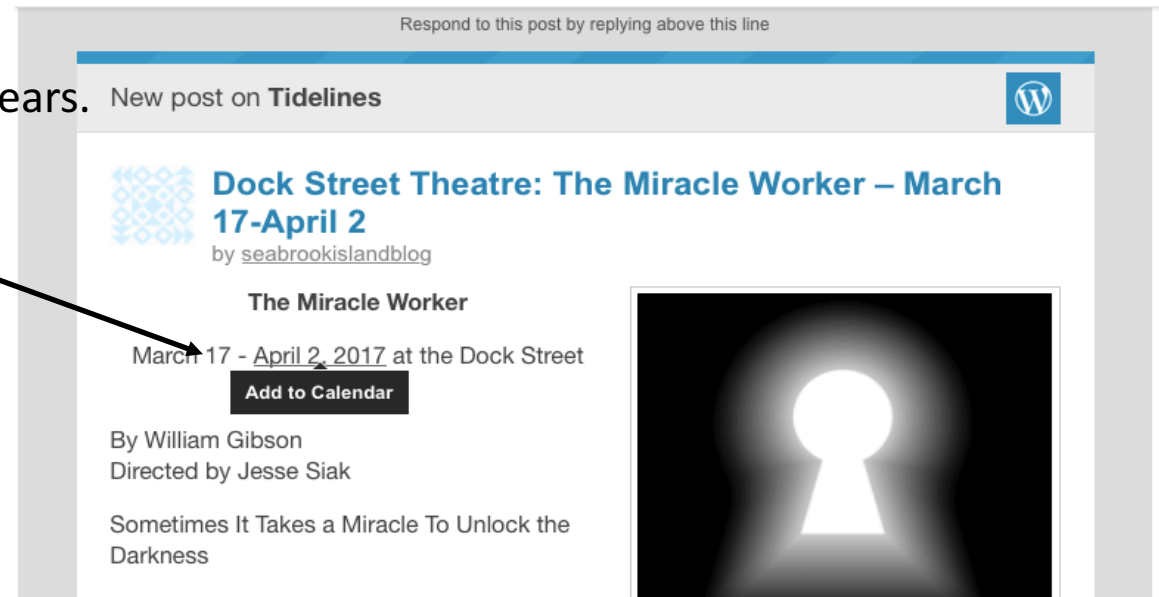 Respond to this post by replying above this line
ears.
New post on Tidelines
Dock Street Theatre: The Miracle Worker – March
17-April 2
by seabrookislandblog
The Miracle Worker
March 17 - April 2, 2017 at the Dock Street
Add to Calendar
By William Gibson
Directed by Jesse Siak
Sometimes It Takes a Miracle To Unlock the
Darkness